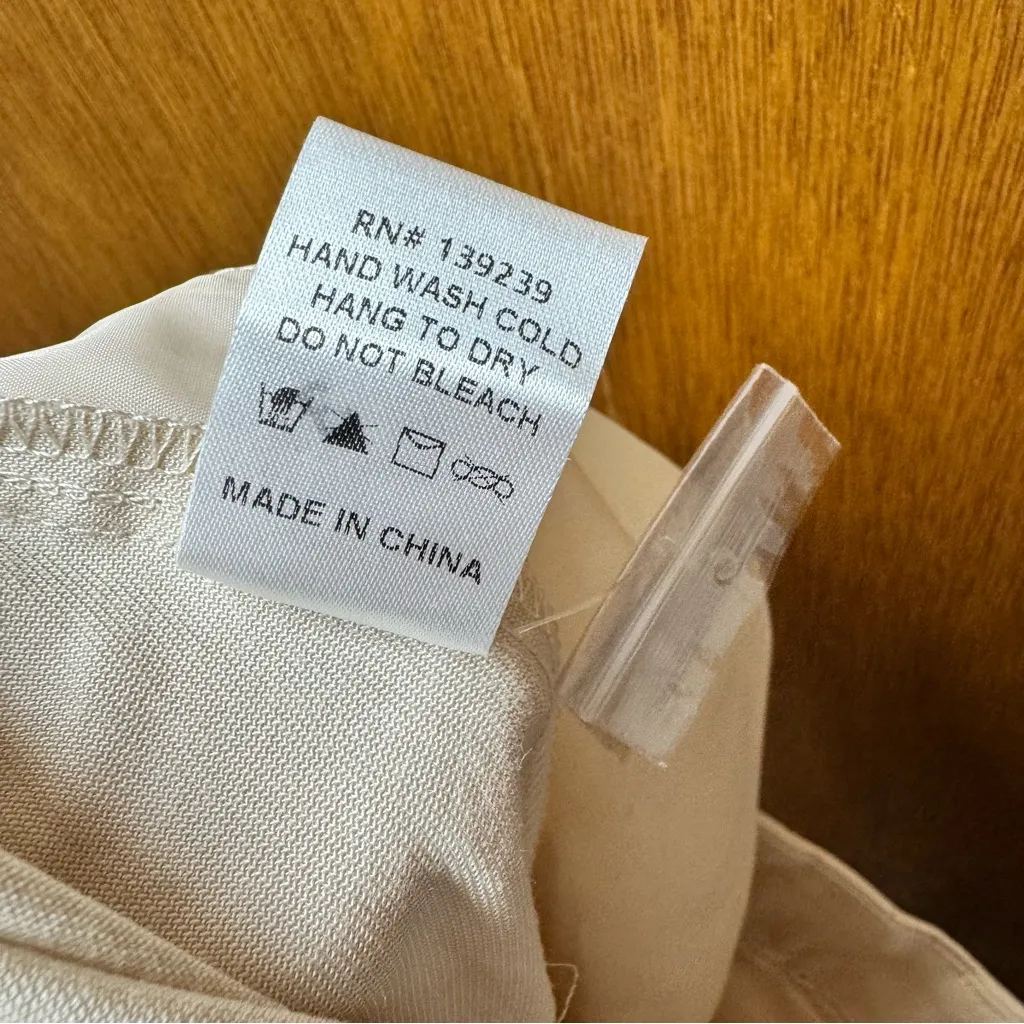 RN# 139239
HAND WASH COLD
HANG TO DRY
DO NOT BLEACH
MADE IN CHINA